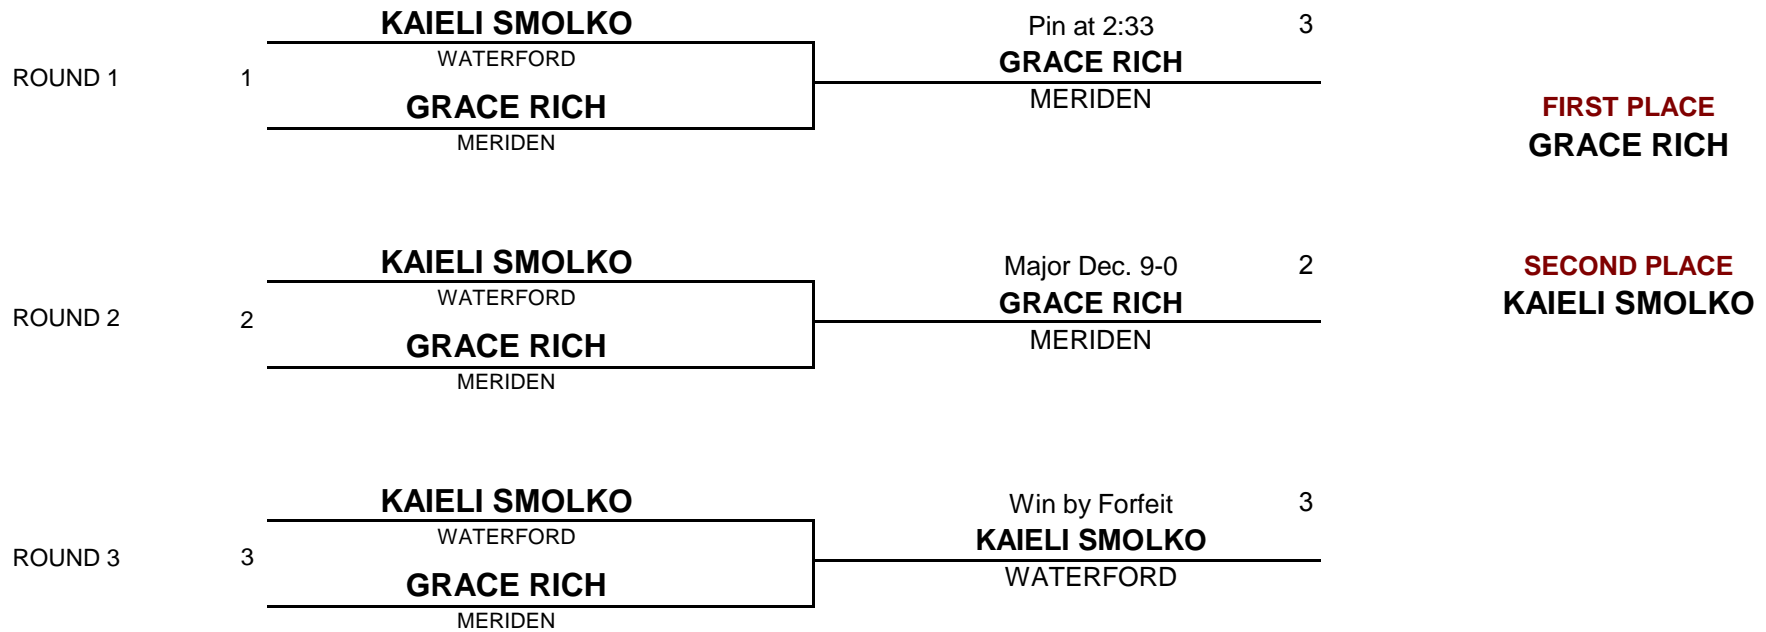 KAIELI SMOLKO
Pin at 2:33 3
WATERFORD
GRACE RICH
ROUND 1 1
GRACE RICH
MERIDEN
MERIDEN
FIRST PLACE
GRACE RICH
KAIELI SMOLKO
Major Dec. 9-0 2
WATERFORD
GRACE RICH
ROUND 2 2
GRACE RICH
MERIDEN
MERIDEN
SECOND PLACE
KAIELI SMOLKO
KAIELI SMOLKO
Win by Forfeit 3
WATERFORD
KAIELI SMOLKO
ROUND 3 3
GRACE RICH
WATERFORD
MERIDEN